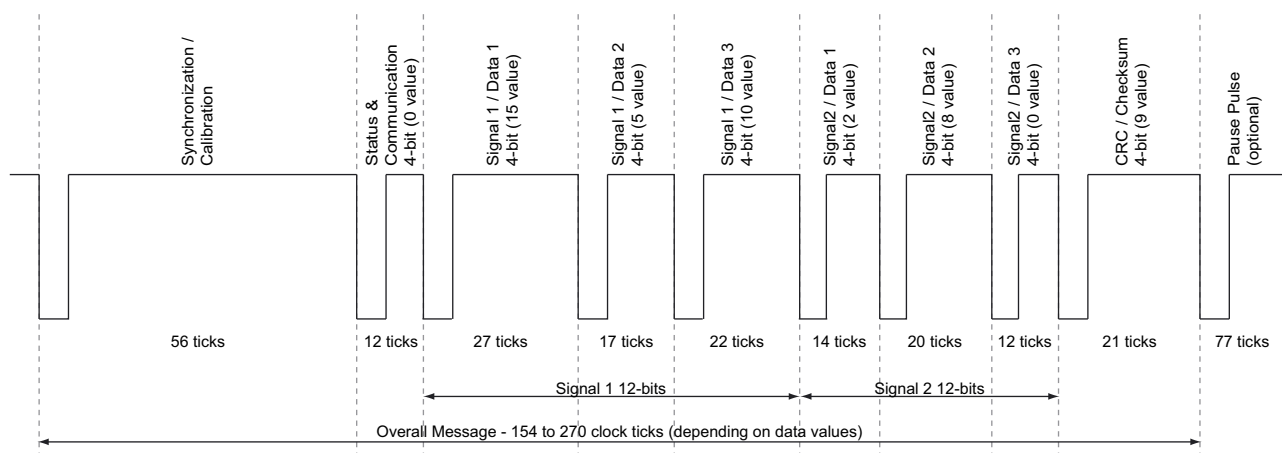 Synchronization /
Calibration
Status &
Communication
4-bit (0 value)
Signal 1 / Data 1
4-bit (15 value)
Signal 1 / Data 2
4-bit (5 value)
Signal 1 / Data 3
4-bit (10 value)
Signal2 / Data 1
4-bit (2 value)
Signal2 / Data 2
4-bit (8 value)
Signal2 / Data 3
4-bit (0 value)
CRC / Checksum
4-bit (9 value)
Pause Pulse
(optional)
56 ticks
12 ticks
27 ticks
17 ticks
22 ticks
14 ticks
20 ticks
12 ticks
21 ticks
77 ticks
Signal 1 12-bits
Signal 2 12-bits
Overall Message - 154 to 270 clock ticks (depending on data values)